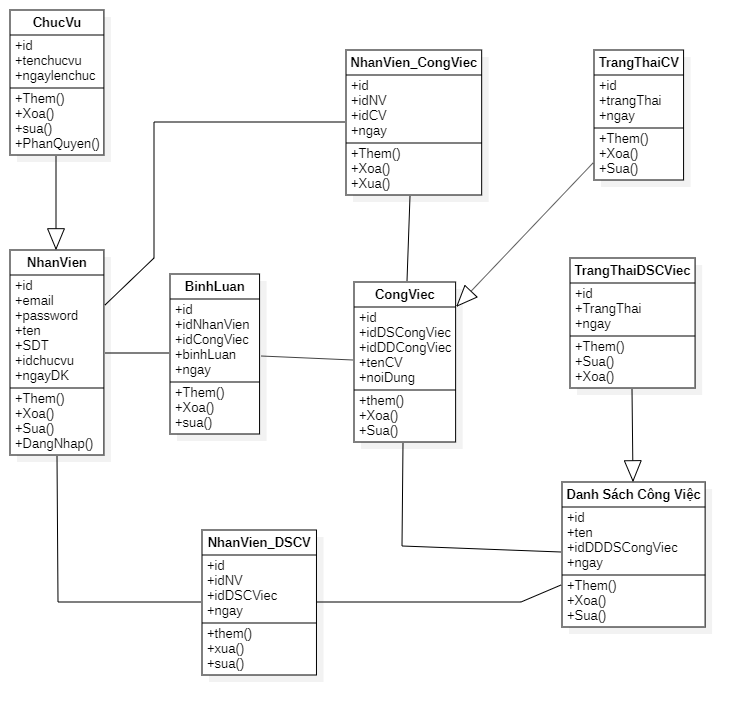 ChucVu
+id
+tenchucvu
+ngaylenchuc
+Them()
+Xoa()
+sua()
+PhanQuyen()
NhanVien_CongViec
+id
+idNV
+idCV
+ngay
+Them()
+Xoa()
+Xua()
TrangThaiCV
+id
+trangThai
+ngay
+Them()
+Xoa()
+Sua()
NhanVien
+id
+email
+password
+ten
+SDT
+idchucvu
+ngayDK
+Them()
+Xoa()
+Sua()
+DangNhap()
BinhLuan
+id
+idNhanVien
+idCongViec
+binhLuan
+ngay
+Them()
+Xoa()
+sua()
CongViec
+id
+idDSCongViec
+idDDCongViec
+tenCV
+noiDung
+them()
+Xoa()
+Sua()
TrangThaiDSCViec
+id
+TrangThai
+ngay
+Them()
+Sua()
+Xoa()
NhanVien_DSCV
+id
+idNV
+idDSCViec
+ngay
+them()
+xua()
+sua()
Danh Sách Công Việc
+id
+ten
+idDDDSCongViec
+ngay
+Them()
+Xoa()
+Sua()